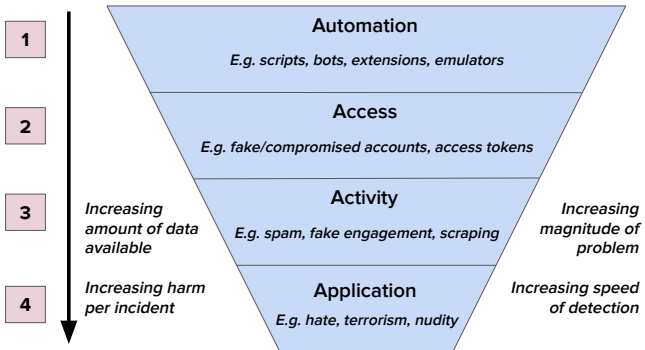 1
Automation
E.g. scripts, bots, extensions, emulators
2
Access
E.g. fake/compromised accounts, access tokens
3
Activity
E.g. spam, fake engagement, scraping
Increasing
amount of data
available
Increasing
magnitude of
problem
4
Application
E.g. hate, terrorism, nudity
Increasing harm
per incident
Increasing speed
of detection